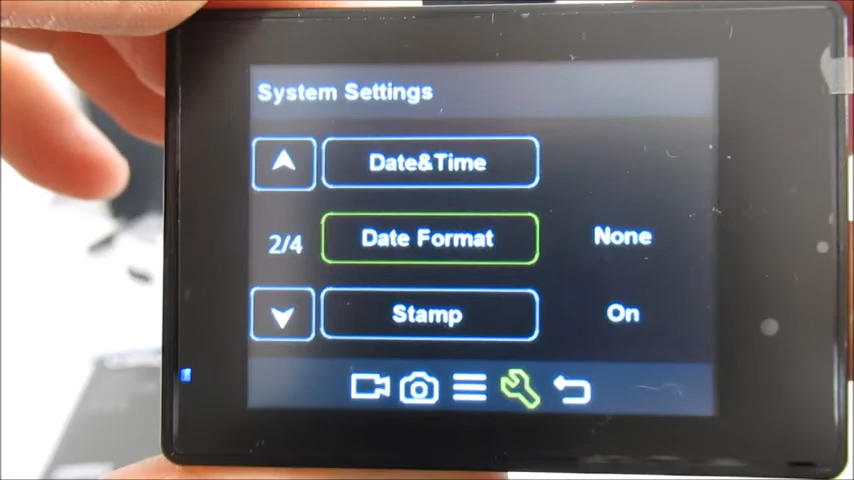 System Settings
Date&Time
2/4
Date Format
None
Stamp
On